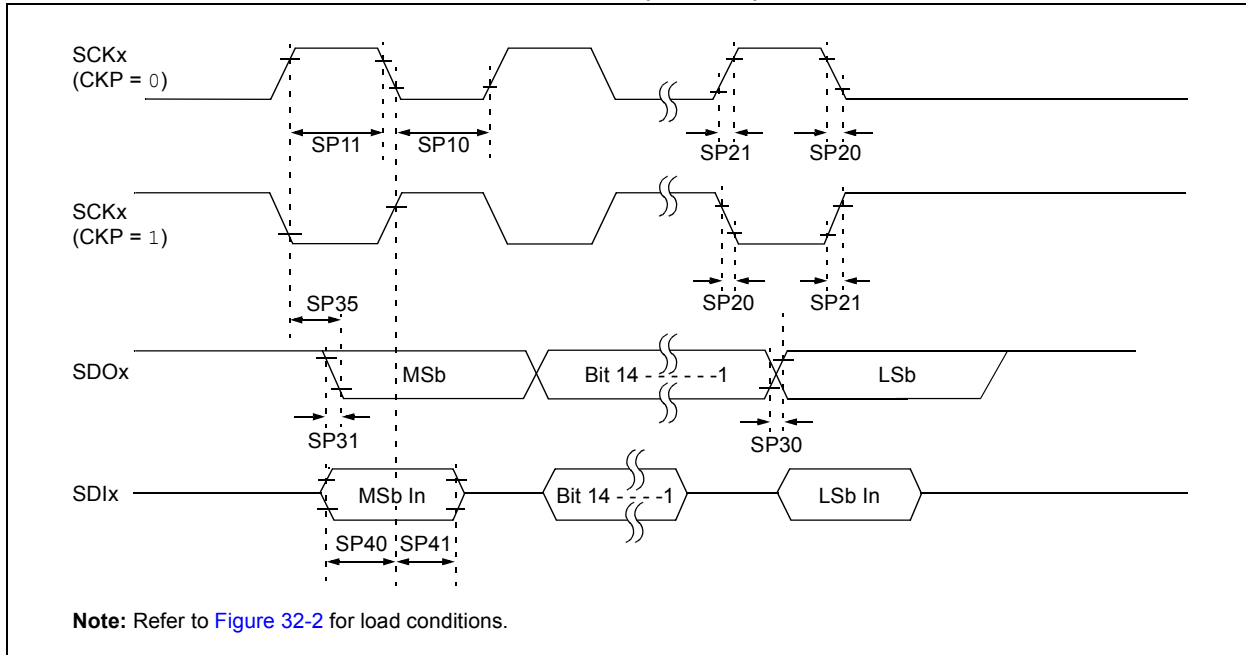 SCKx
(CKP = 0)
SP11
SP10
SP21
SP20
SCKx
(CKP = 1)
SP20
SP21
SP35
SDOx
MSb
Bit 14 - - - - - -1
LSb
SP31
SP30
SDIx
MSb In
Bit 14 - - - - -1
LSb In
SP40
SP41
Note: Refer to Figure 32-2 for load conditions.